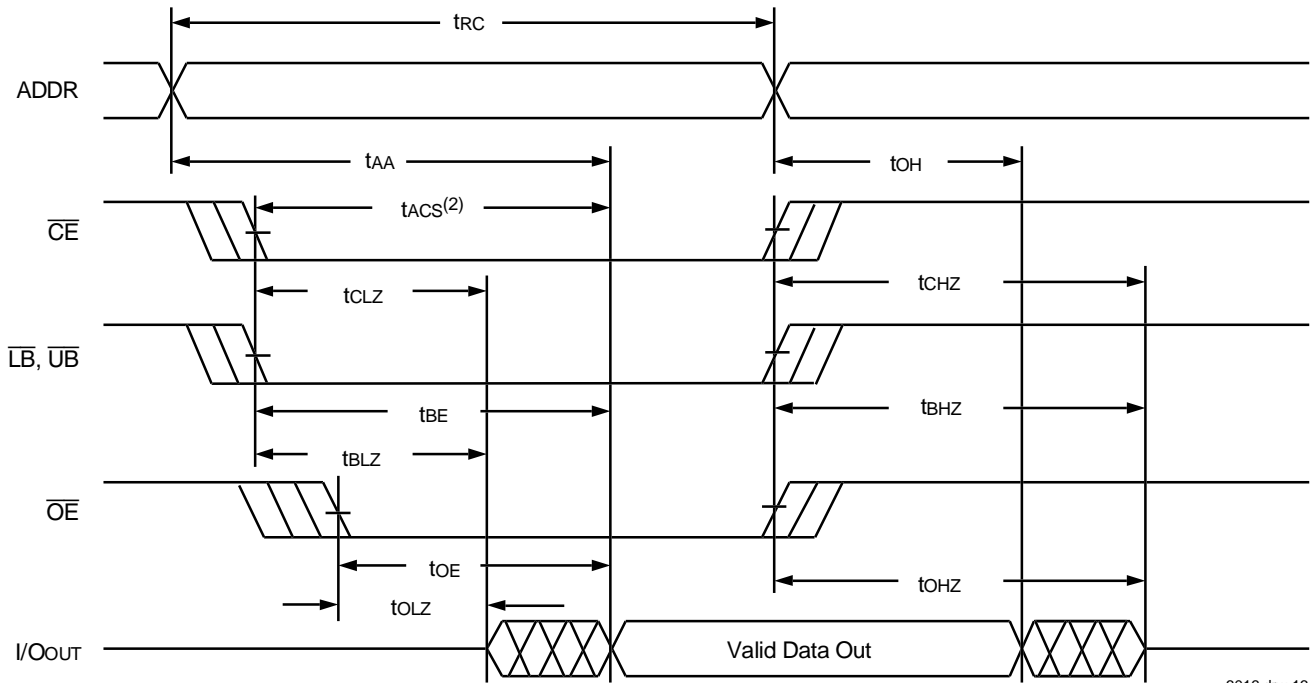 tRC
ADDR
tAA
tOH
tACS(2)
CE
tCLZ
tCHZ
LB, UB
tBE
tBHZ
tBLZ
OE
tOE
tOHZ
tOLZ
I/OOUT
Valid Data Out